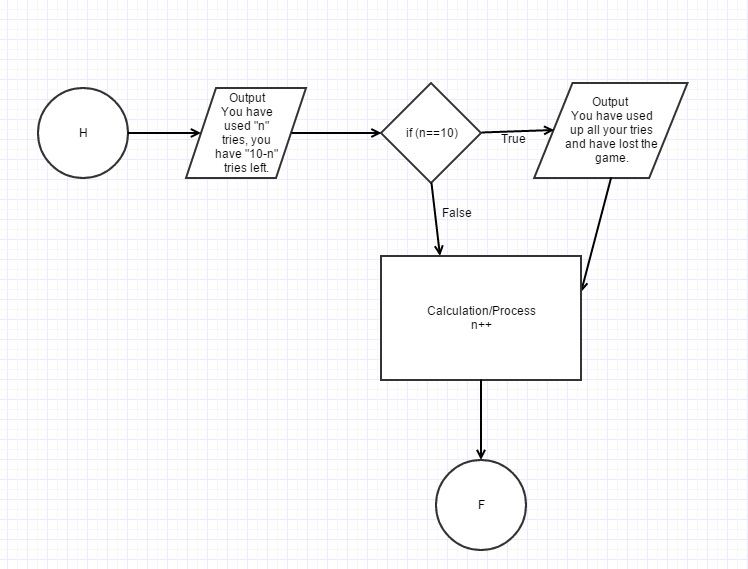 H
Output
You have
used "n"
tries, you
have "10-n"
tries left.
if (n==10)
True
Output
You have used
up all your tries
and have lost the
game.
False
Calculation/Process
n++
F